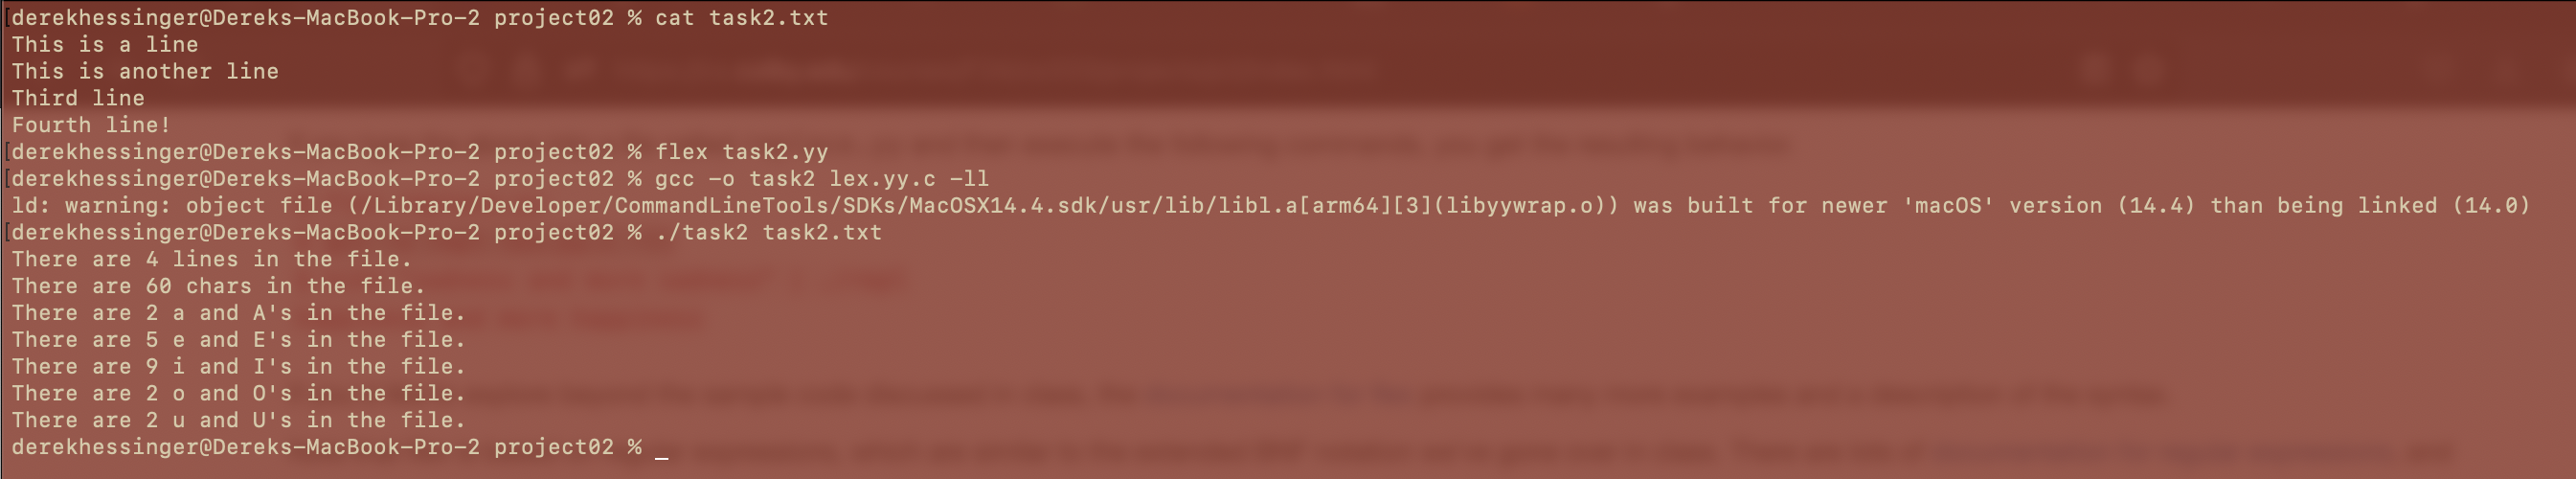 [derekhessinger@Dereks-MacBook-Pro-2 project02 % cat task2.txt
This is a line
This is another line
Third line
Fourth line!
[derekhessinger@Dereks-MacBook-Pro-2 project02 % flex task2.yy
[derekhessinger@Dereks-MacBook-Pro-2 project02 % gcc -o task2 lex.yy.c -ll
ld: warning: object file (/Library/Developer/CommandLineTools/SDKs/MacOSX14.4.sdk/usr/lib/libl.a[arm64][3](libyywrap.o)) was built for newer 'macOS' version (14.4) than being linked (14.0)
[derekhessinger@Dereks-MacBook-Pro-2 project02 % ./task2 task2.txt
There are 4 lines in the file.
There are 60 chars in the file.
There are 2 a and A's in the file.
There are 5 e and E's in the file.
There are 9 i and I's in the file.
There are 2 o and O's in the file.
There are 2 u and U's in the file.
derekhessinger@Dereks-MacBook-Pro-2 project02 % _